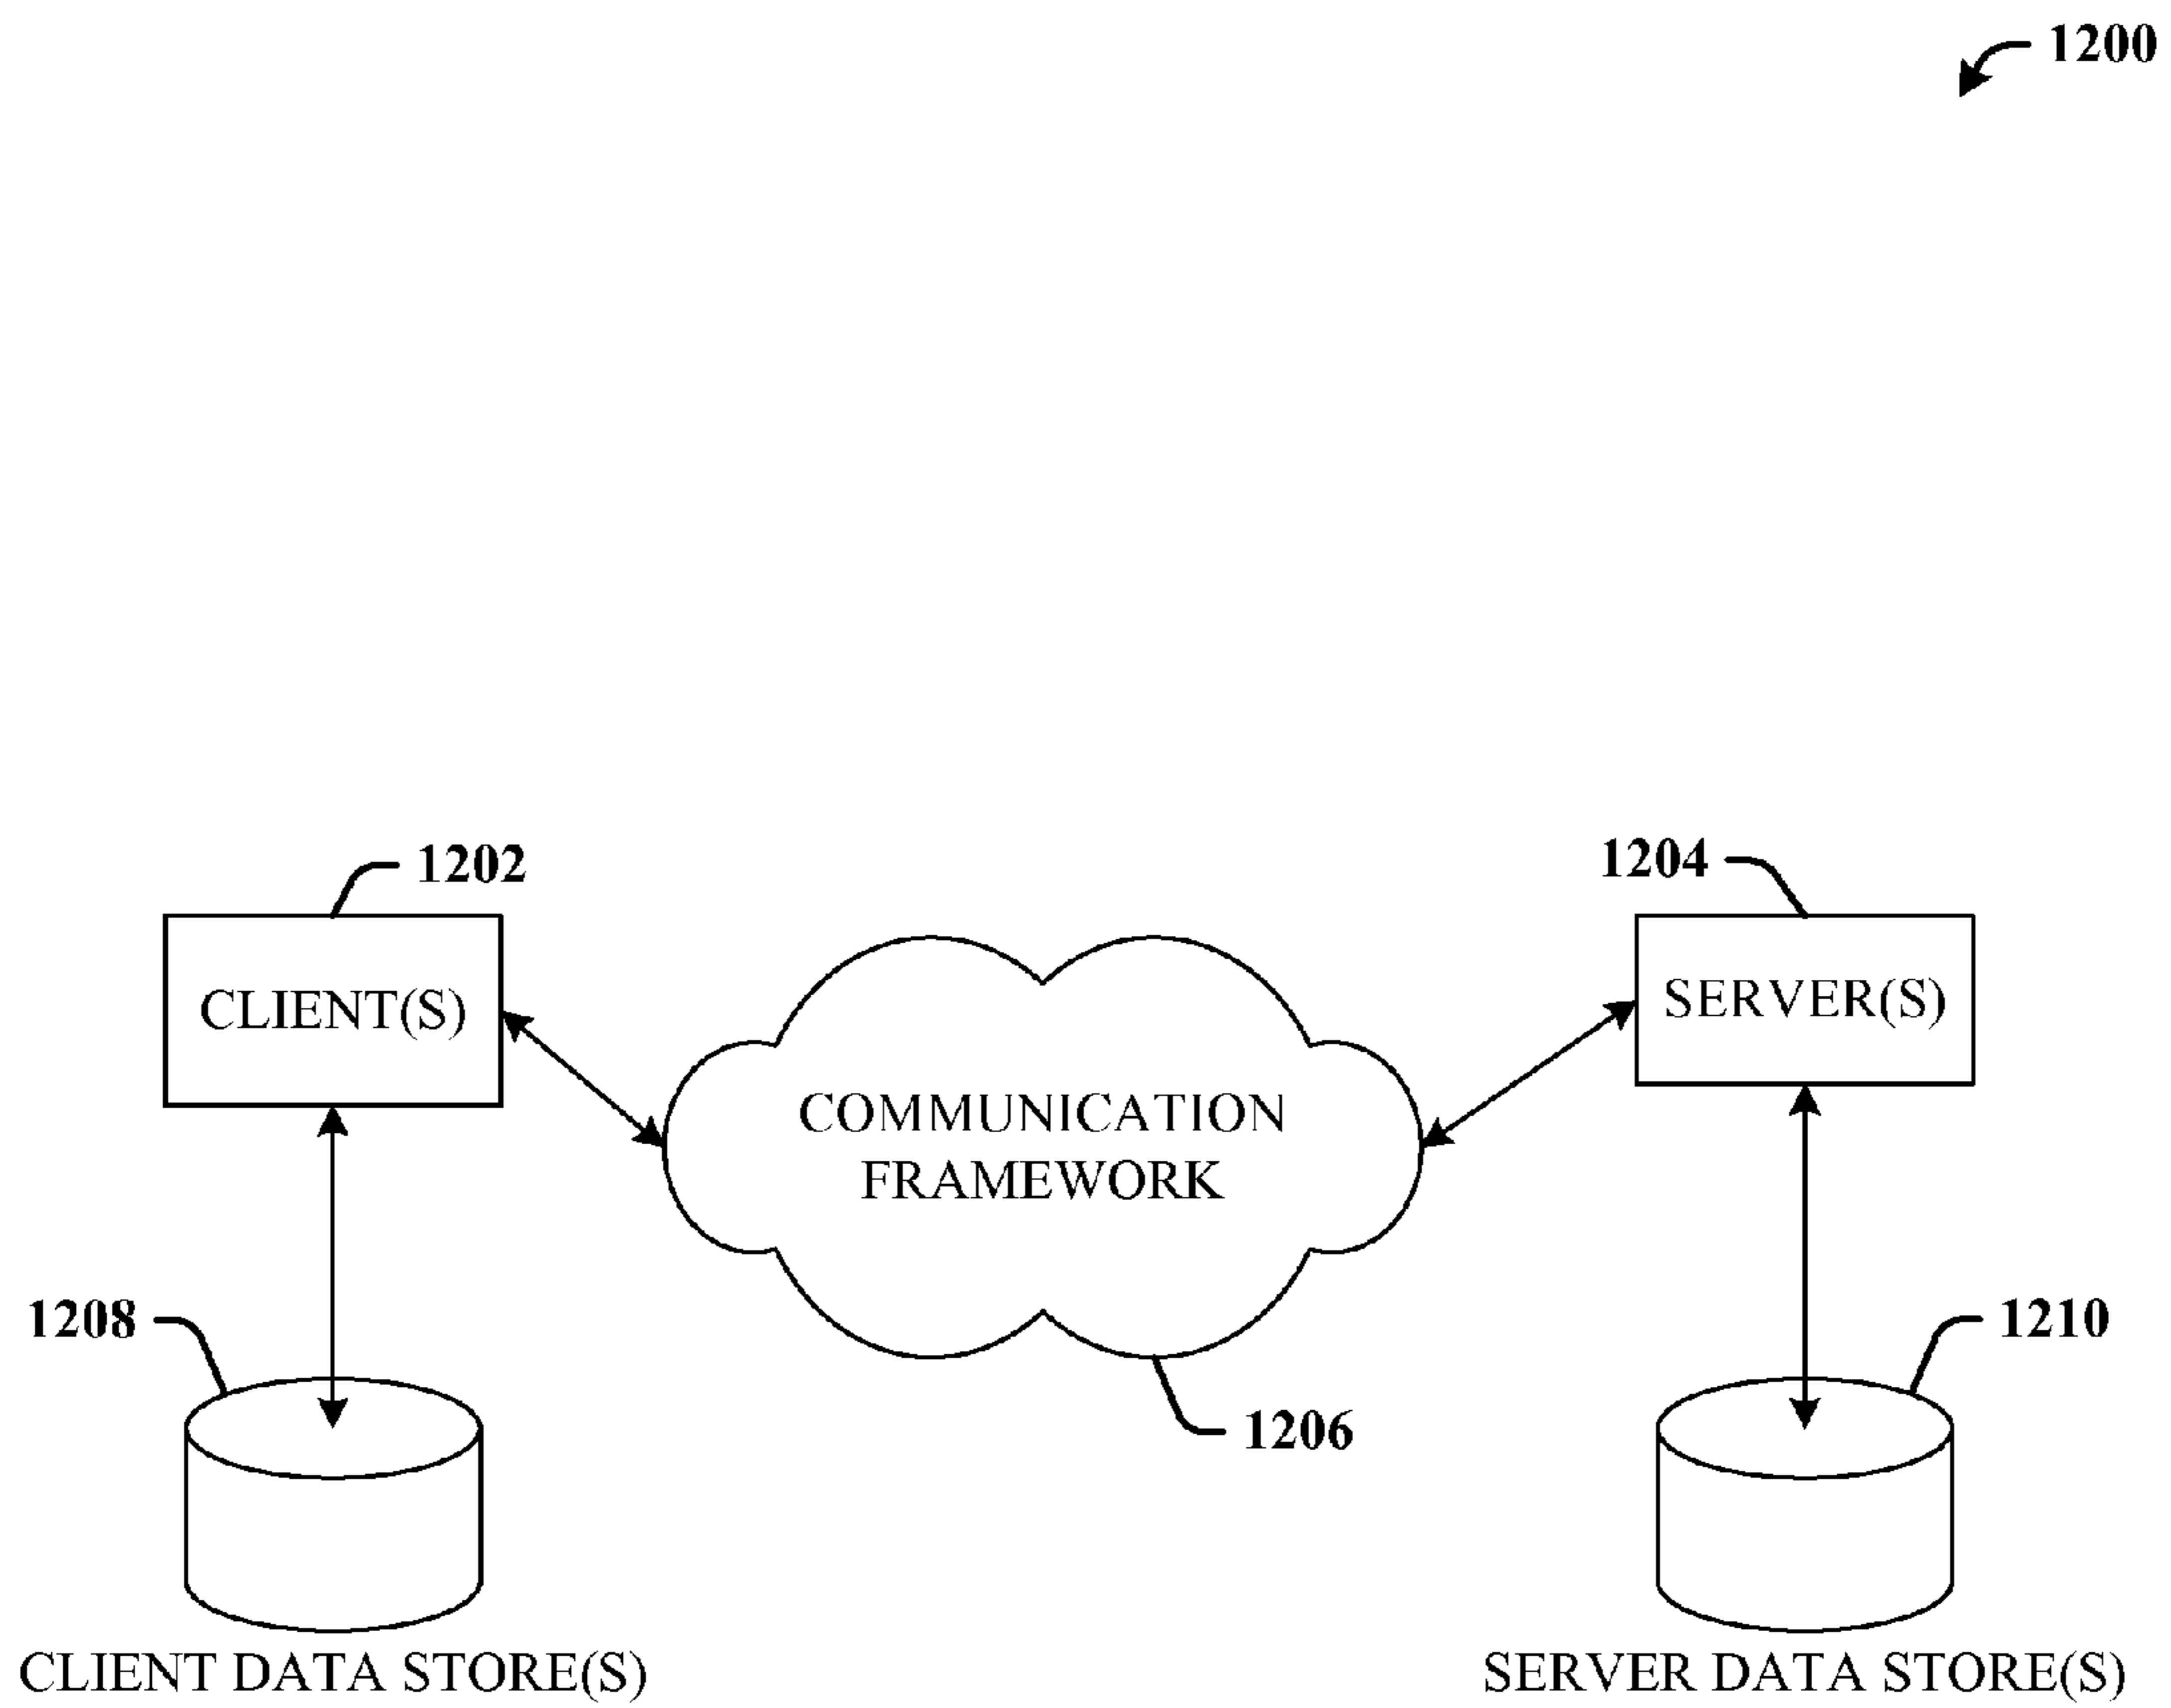 1200
1202
1204
CLIENT(S)
SERVER(S)
COMMUNICATION
FRAMEWORK
1208
1210
1206
CLIENT DATA STORE(S)
SERVER DATA STORE(S)